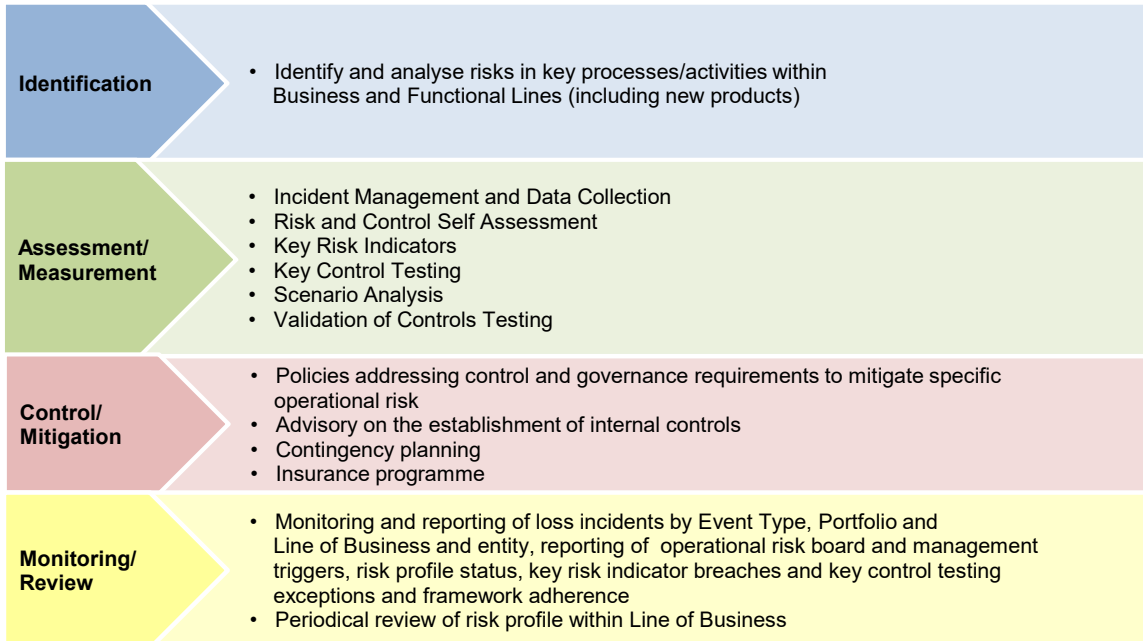 Identification
• Identify and analyse risks in key processes/activities within
Business and Functional Lines (including new products)
Assessment/
Measurement
• Incident Management and Data Collection
• Risk and Control Self Assessment
• Key Risk Indicators
• Key Control Testing
• Scenario Analysis
• Validation of Controls Testing
Control/
Mitigation
• Policies addressing control and governance requirements to mitigate specific
operational risk
• Advisory on the establishment of internal controls
• Contingency planning
• Insurance programme
Monitoring/
Review
• Monitoring and reporting of loss incidents by Event Type, Portfolio and
Line of Business and entity, reporting of operational risk board and management
triggers, risk profile status, key risk indicator breaches and key control testing
exceptions and framework adherence
• Periodical review of risk profile within Line of Business